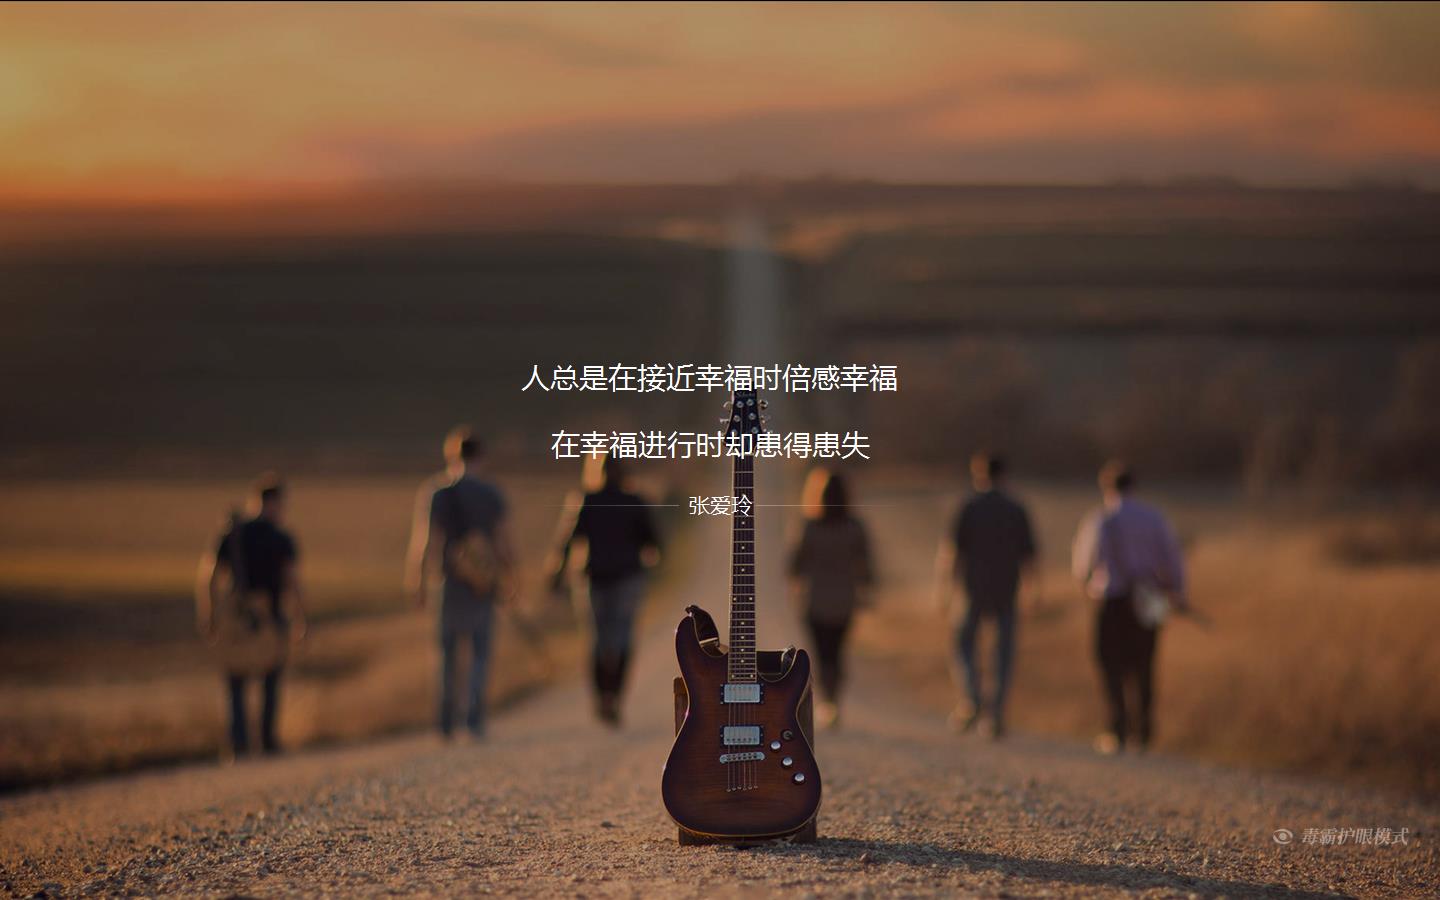 人总是在接近幸福时倍感幸福
在幸福进行时却患得患失
张爱玲
毒霸护眼模式